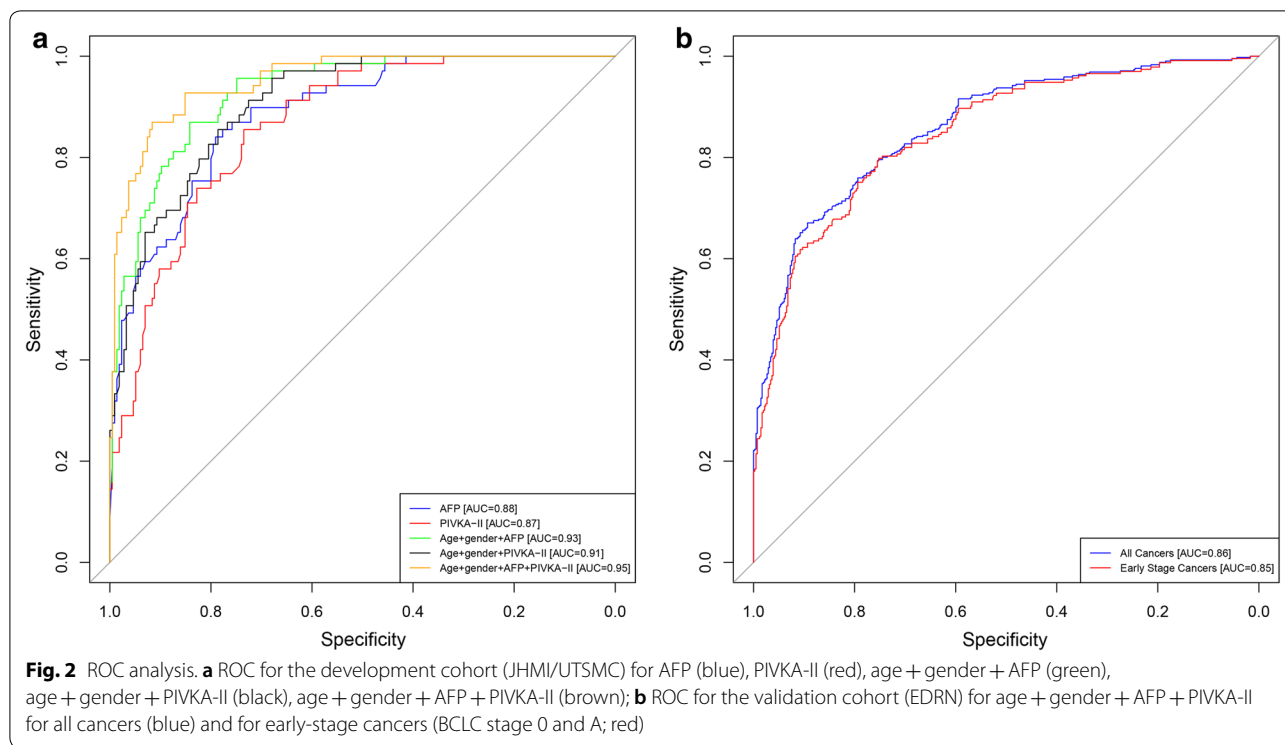 a
1.0
0.8
0.6
0.4
0.2
0.0
Sensitivity
AFP [AUC=0.88]
PIVKA−II [AUC=0.87]
Age+gender+AFP [AUC=0.93]
Age+gender+PIVKA−II [AUC=0.91]
Age+gender+AFP+PIVKA−II [AUC=0.95]
1.0 0.8 0.6 0.4 0.2 0.0
Specificity
b
1.0
0.8
0.6
0.4
0.2
0.0
Sensitivity
All Cancers [AUC=0.86]
Early Stage Cancers [AUC=0.85]
1.0 0.8 0.6 0.4 0.2 0.0
Specificity
Fig. 2 ROC analysis. a ROC for the development cohort (JHMI/UTSMC) for AFP (blue), PIVKA-II (red), age + gender + AFP (green),
age + gender + PIVKA-II (black), age + gender + AFP + PIVKA-II (brown); b ROC for the validation cohort (EDRN) for age + gender + AFP + PIVKA-II
for all cancers (blue) and for early-stage cancers (BCLC stage 0 and A; red)